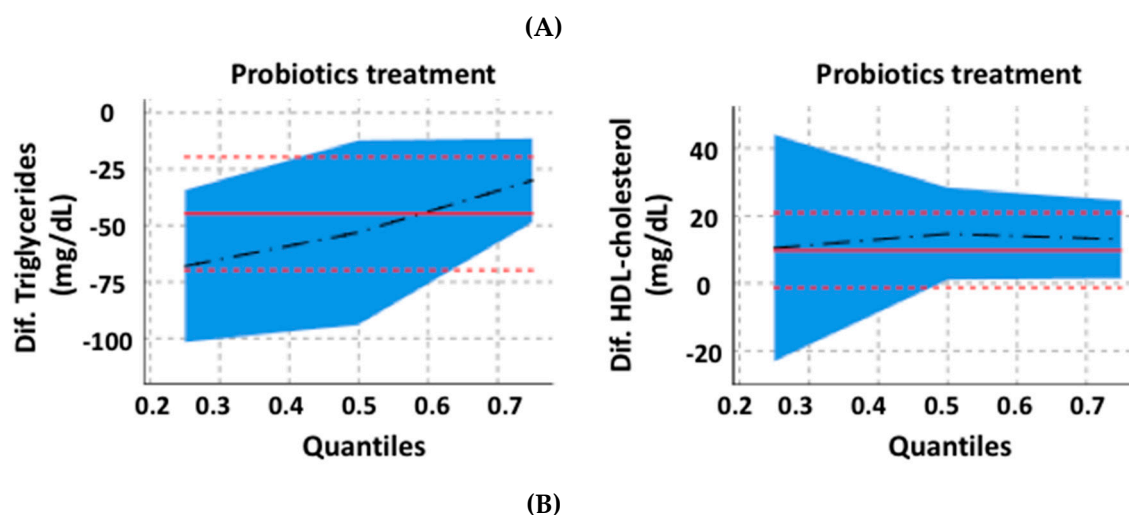 (A)
Probiotics treatment
Dif. Triglycerides
(mg/dL)
0
-25
-50
-75
-100
0.2 0.3 0.4 0.5 0.6 0.7
Quantiles
Probiotics treatment
Dif. HDL-cholesterol
(mg/dL)
40
20
0
-20
0.2 0.3 0.4 0.5 0.6 0.7
Quantiles
(B)